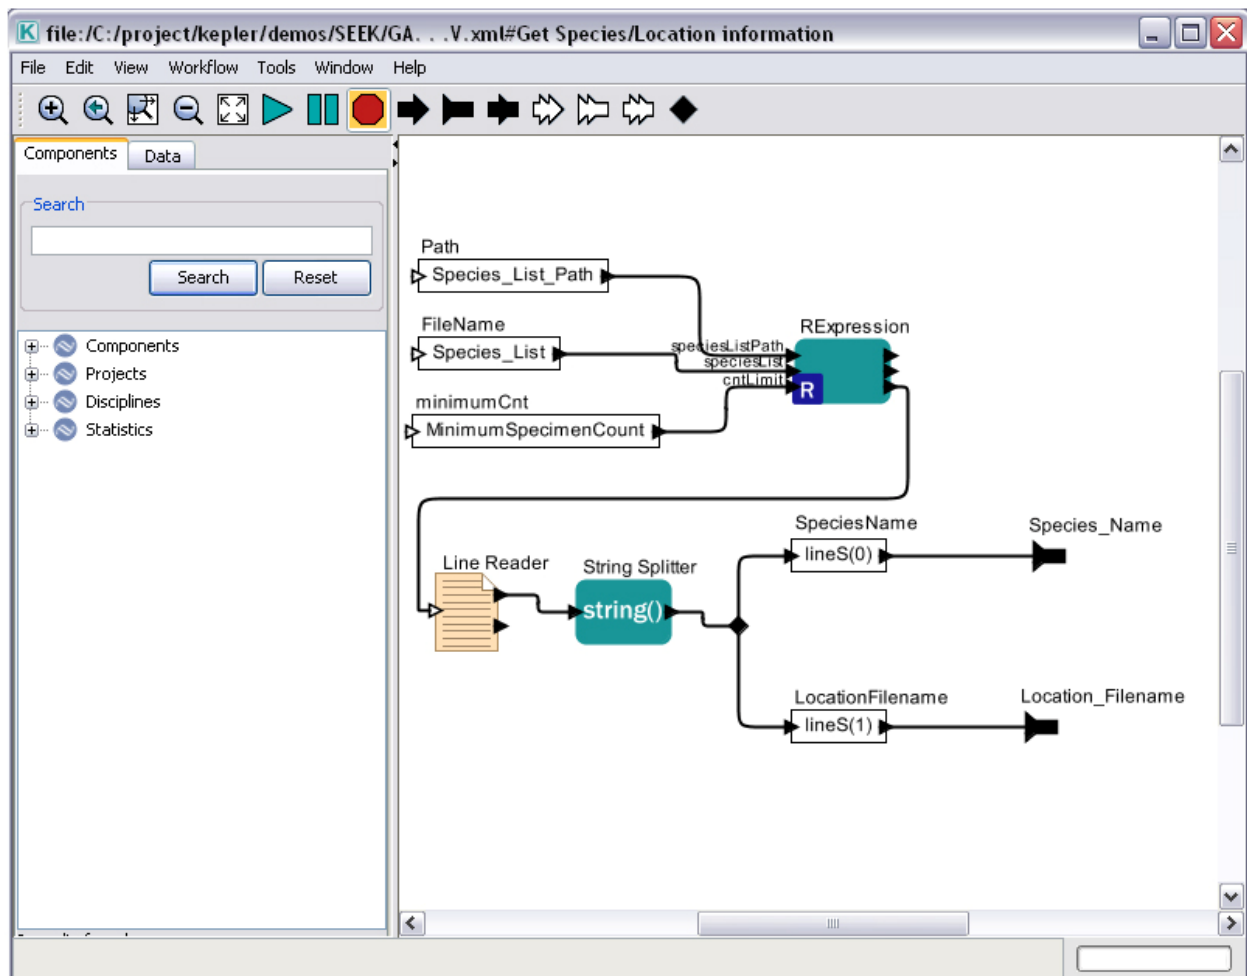 file:/C:/project/kepler/demos/SEEK/GA. . .V.xml#Get Species/Location information
File Edit View Workflow Tools Window Help
Components Data
Search
Search Reset
Components
Projects
Disciplines
Statistics
Path
Species_List_Path
FileName
Species_List
minimumCnt
MinimumSpecimenCount
RExpression
speciesListPath
speciesList
cntLimit
R
Line Reader
String Splitter
string()
SpeciesName
lineS(0)
Species_Name
LocationFilename
lineS(1)
Location_Filename